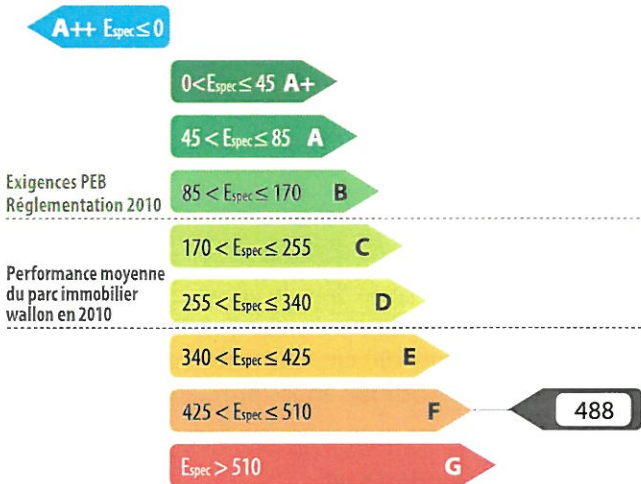 A++ Espec ≤ 0
0 < Espec ≤ 45 A+
45 < Espec ≤ 85 A
Exigences PEB
Réglementation 2010
85 < Espec ≤ 170 B
170 < Espec ≤ 255 C
Performance moyenne
du parc immobilier
wallon en 2010
255 < Espec ≤ 340 D
340 < Espec ≤ 425 E
425 < Espec ≤ 510 F
488
Espec > 510 G